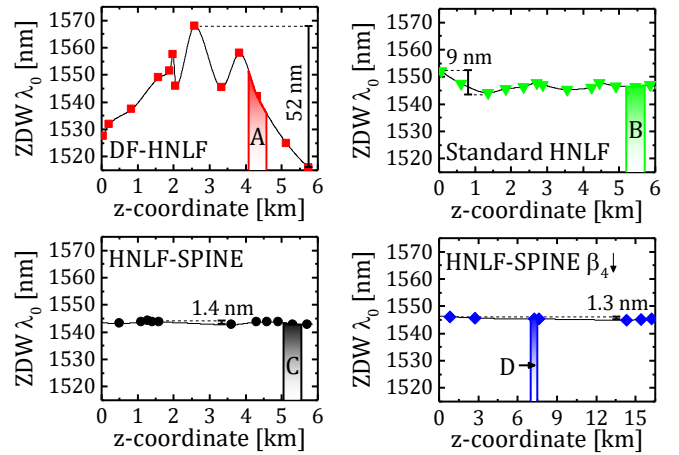 ZDW λ₀ [nm]
1570
1560
1550
1540
1530
1520
52 nm
A
DF-HNLF
0 1 2 3 4 5 6
z-coordinate [km]
ZDW λ₀ [nm]
1570
1560
1550
1540
1530
1520
9 nm
B
Standard HNLF
0 1 2 3 4 5 6
z-coordinate [km]
ZDW λ₀ [nm]
1570
1560
1550
1540
1530
1520
HNLF-SPINE
1.4 nm
C
0 1 2 3 4 5 6
z-coordinate [km]
ZDW λ₀ [nm]
1570
1560
1550
1540
1530
1520
HNLF-SPINE β₄↓
1.3 nm
D
0 3 6 9 12 15
z-coordinate [km]